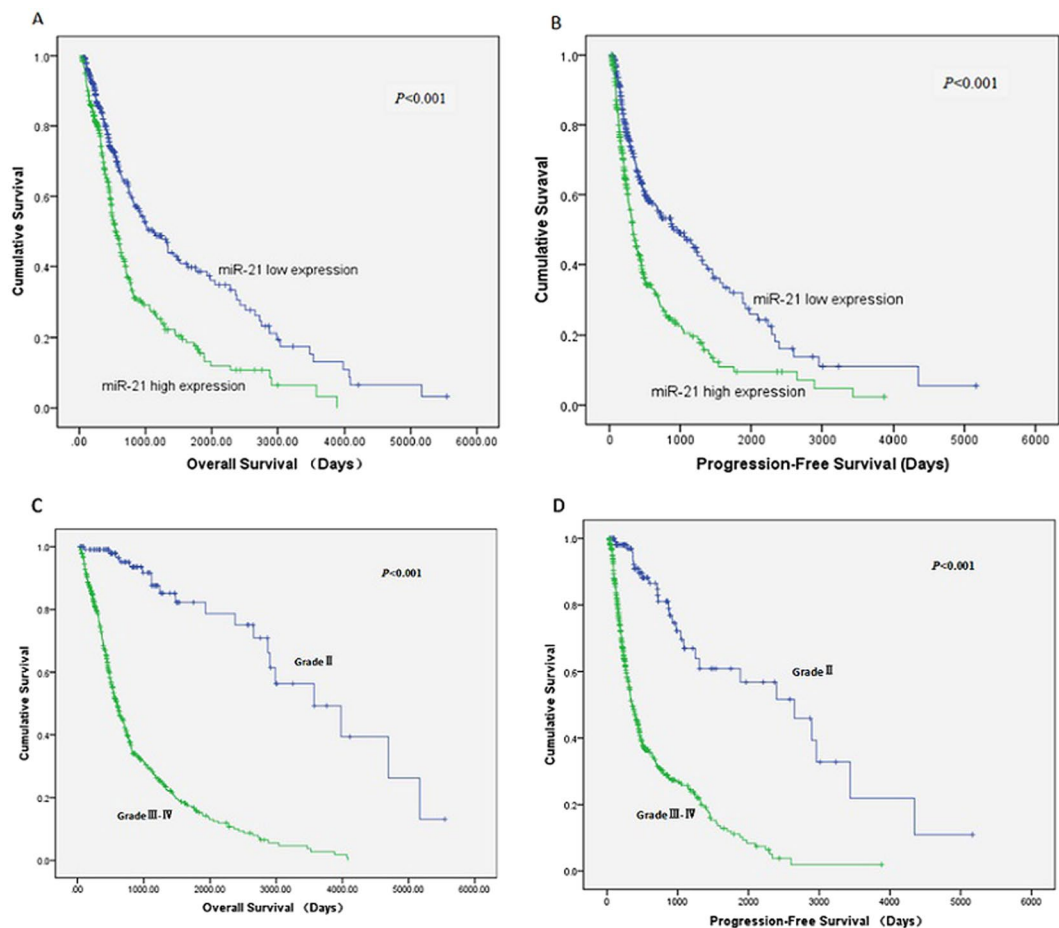 A
P<0.001
Cumulative Survival
1.0
0.8
0.6
0.4
0.2
0.0
miR-21 low expression
miR-21 high expression
.00 1000.00 2000.00 3000.00 4000.00 5000.00 6000.00
Overall Survival （Days）
B
P<0.001
Cumulative Suvaval
1.0
0.8
0.6
0.4
0.2
0.0
miR-21 low expression
miR-21 high expression
0 1000 2000 3000 4000 5000 6000
Progression-Free Survival (Days)
C
P<0.001
Cumulative Survival
1.0
0.8
0.6
0.4
0.2
0.0
Grade Ⅱ
Grade Ⅲ-Ⅳ
.00 1000.00 2000.00 3000.00 4000.00 5000.00 6000.00
Overall Survival （Days）
D
P<0.001
Cumulative Survival
1.0
0.8
0.6
0.4
0.2
0.0
Grade Ⅱ
Grade Ⅲ-Ⅳ
0 1000 2000 3000 4000 5000 6000
Progression-Free Survival （Days）